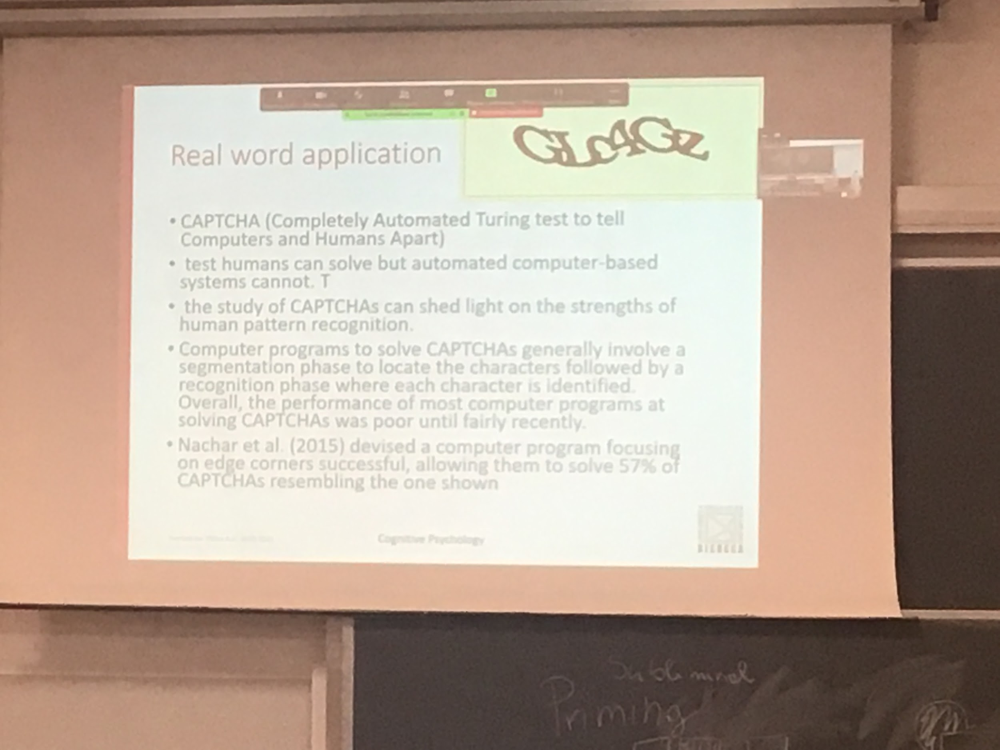 GLc4Gz
Real word application
• CAPTCHA (Completely Automated Turing test to tell
Computers and Humans Apart)
• test humans can solve but automated computer-based
systems cannot. T
• the study of CAPTCHAs can shed light on the strengths of
human pattern recognition.
• Computer programs to solve CAPTCHAs generally involve a
segmentation phase to locate the characters followed by a
recognition phase where each character is identified.
Overall, the performance of most computer programs at
solving CAPTCHAs was poor until fairly recently.
• Nachar et al. (2015) devised a computer program focusing
on edge corners successful, allowing them to solve 57% of
CAPTCHAs resembling the one shown
Cognitive Psychology
BICOCCA
Subliminal
Priming